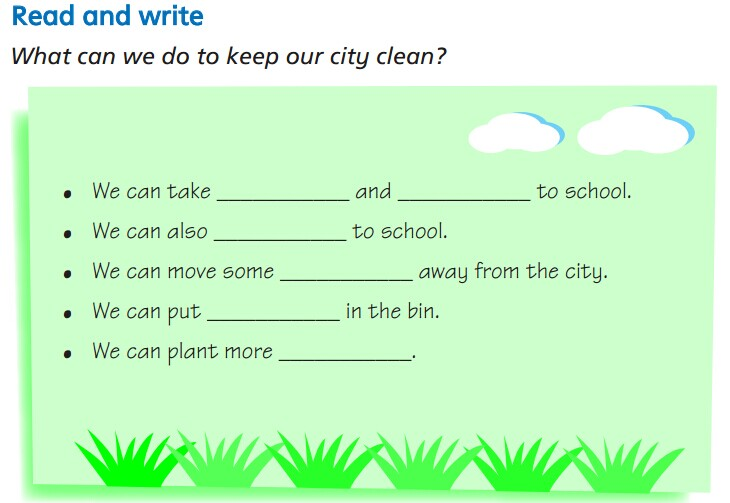 Read and write
What can we do to keep our city clean?
• We can take ___________ and ___________ to school.
• We can also ___________ to school.
• We can move some ___________ away from the city.
• We can put ___________ in the bin.
• We can plant more ___________.